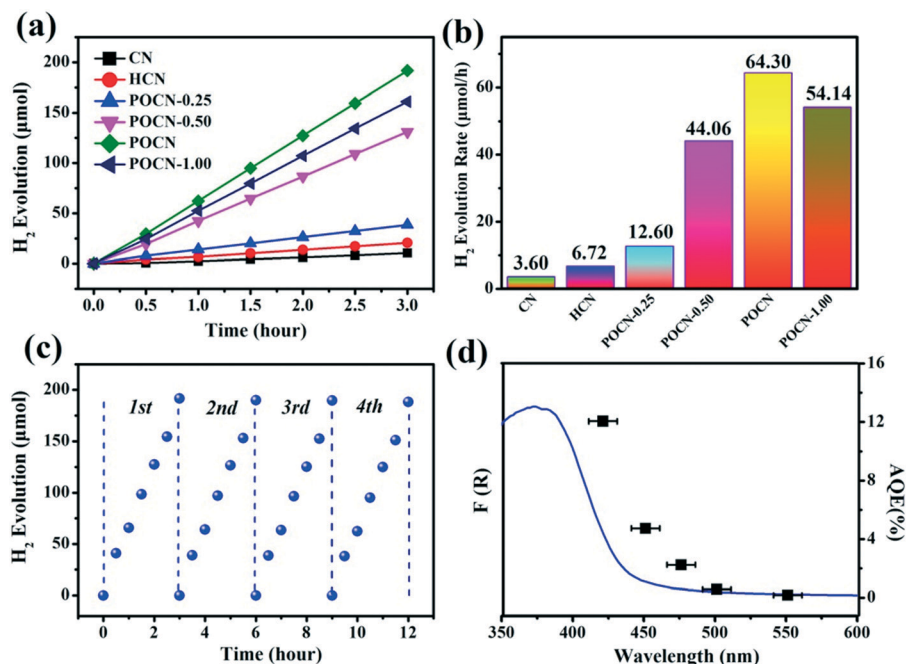 (a)
H2 Evolution (μmol)
200
150
100
50
0
CN
HCN
POCN-0.25
POCN-0.50
POCN
POCN-1.00
0.0 0.5 1.0 1.5 2.0 2.5 3.0
Time (hour)
(b)
H2 Evolution Rate (μmol/h)
60
40
20
0
3.60
6.72
12.60
44.06
64.30
54.14
CN
HCN
POCN-0.25
POCN-0.50
POCN
POCN-1.00
(c)
H2 Evolution (μmol)
200
150
100
50
0
1st 2nd 3rd 4th
0 2 4 6 8 10 12
Time (hour)
(d)
F (R)
16
12
8
4
0
AQE(%)
350 400 450 500 550 600
Wavelength (nm)